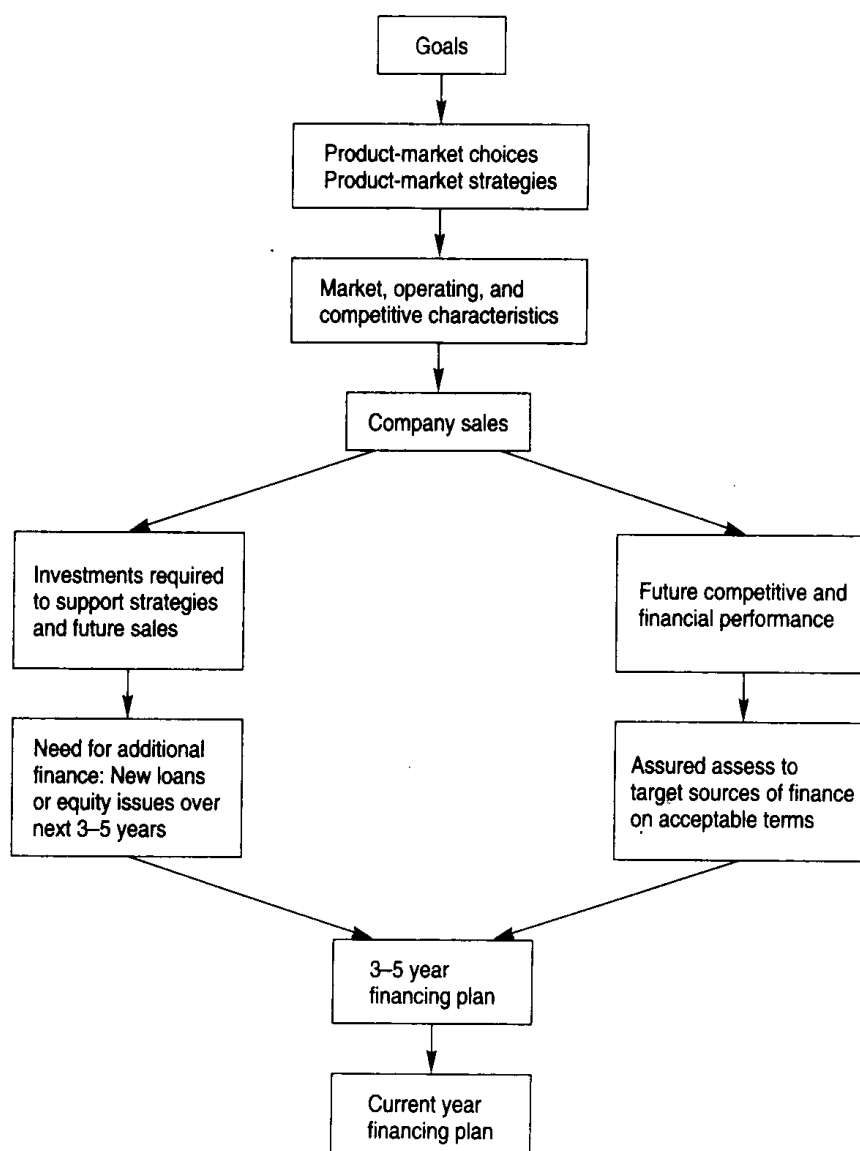 Goals
Product-market choices
Product-market strategies
Market, operating, and
competitive characteristics
Company sales
Investments required
to support strategies
and future sales
Future competitive and
financial performance
Need for additional
finance: New loans
or equity issues over
next 3–5 years
Assured assess to
target sources of finance
on acceptable terms
3–5 year
financing plan
Current year
financing plan